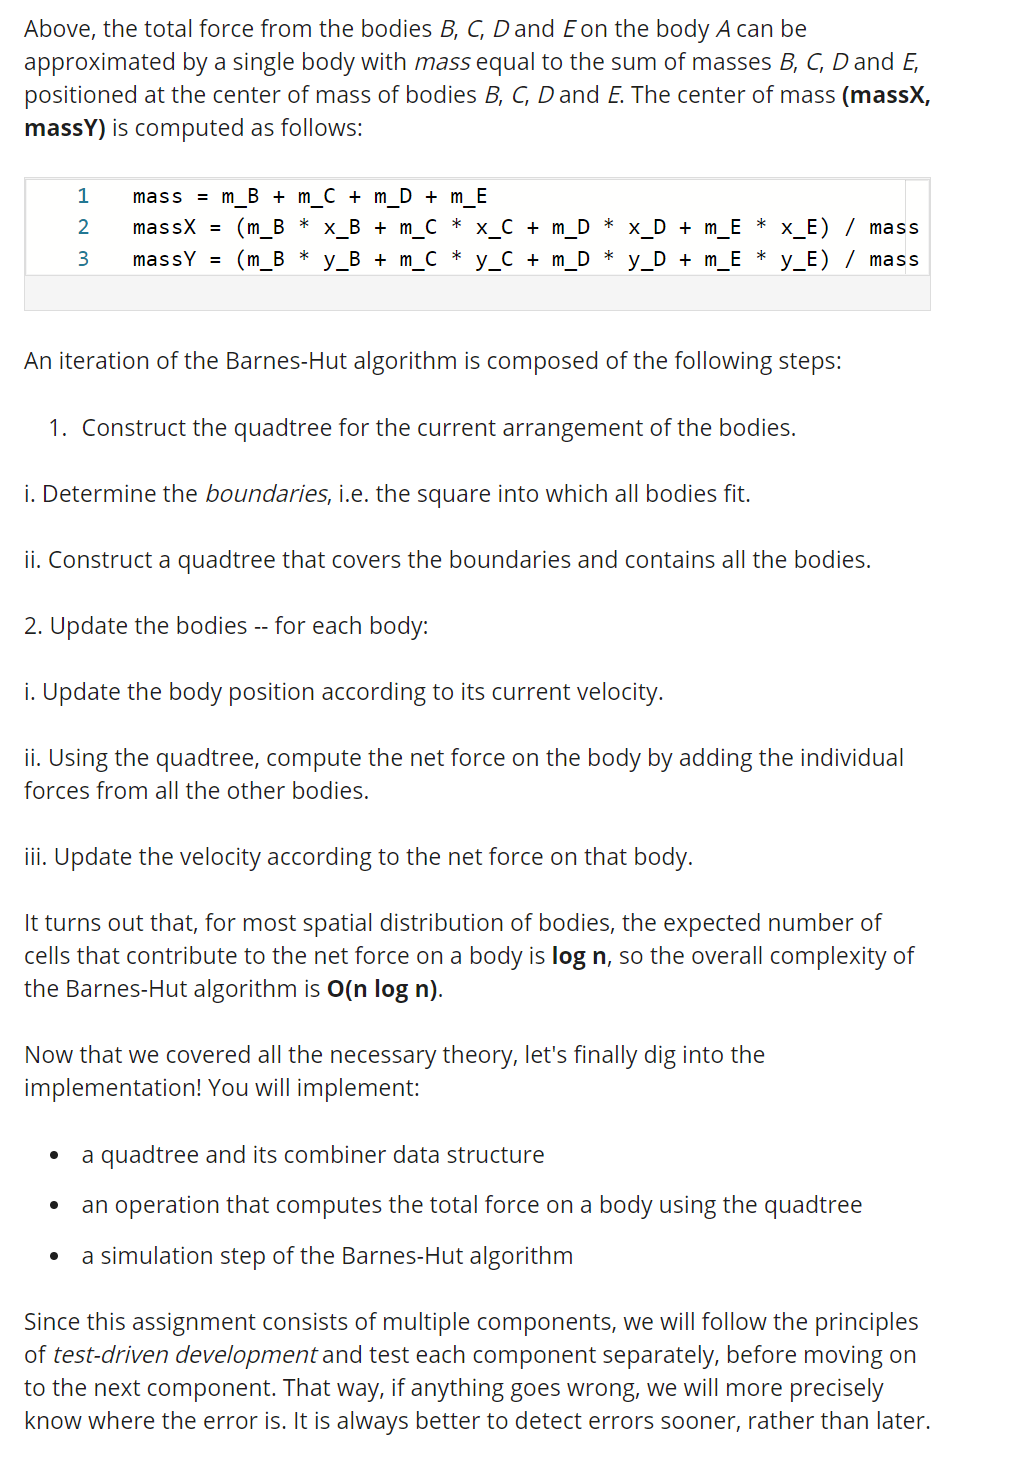 Above, the total force from the bodies B, C, D and E on the body A can be
approximated by a single body with mass equal to the sum of masses B, C, D and E,
positioned at the center of mass of bodies B, C, D and E. The center of mass (massX,
massY) is computed as follows:
1 mass = m_B + m_C + m_D + m_E
2 massX = (m_B * x_B + m_C * x_C + m_D * x_D + m_E * x_E) / mass
3 massY = (m_B * y_B + m_C * y_C + m_D * y_D + m_E * y_E) / mass
An iteration of the Barnes-Hut algorithm is composed of the following steps:
1. Construct the quadtree for the current arrangement of the bodies.
i. Determine the boundaries, i.e. the square into which all bodies fit.
ii. Construct a quadtree that covers the boundaries and contains all the bodies.
2. Update the bodies -- for each body:
i. Update the body position according to its current velocity.
ii. Using the quadtree, compute the net force on the body by adding the individual
forces from all the other bodies.
iii. Update the velocity according to the net force on that body.
It turns out that, for most spatial distribution of bodies, the expected number of
cells that contribute to the net force on a body is log n, so the overall complexity of
the Barnes-Hut algorithm is O(n log n).
Now that we covered all the necessary theory, let's finally dig into the
implementation! You will implement:
• a quadtree and its combiner data structure
• an operation that computes the total force on a body using the quadtree
• a simulation step of the Barnes-Hut algorithm
Since this assignment consists of multiple components, we will follow the principles
of test-driven development and test each component separately, before moving on
to the next component. That way, if anything goes wrong, we will more precisely
know where the error is. It is always better to detect errors sooner, rather than later.